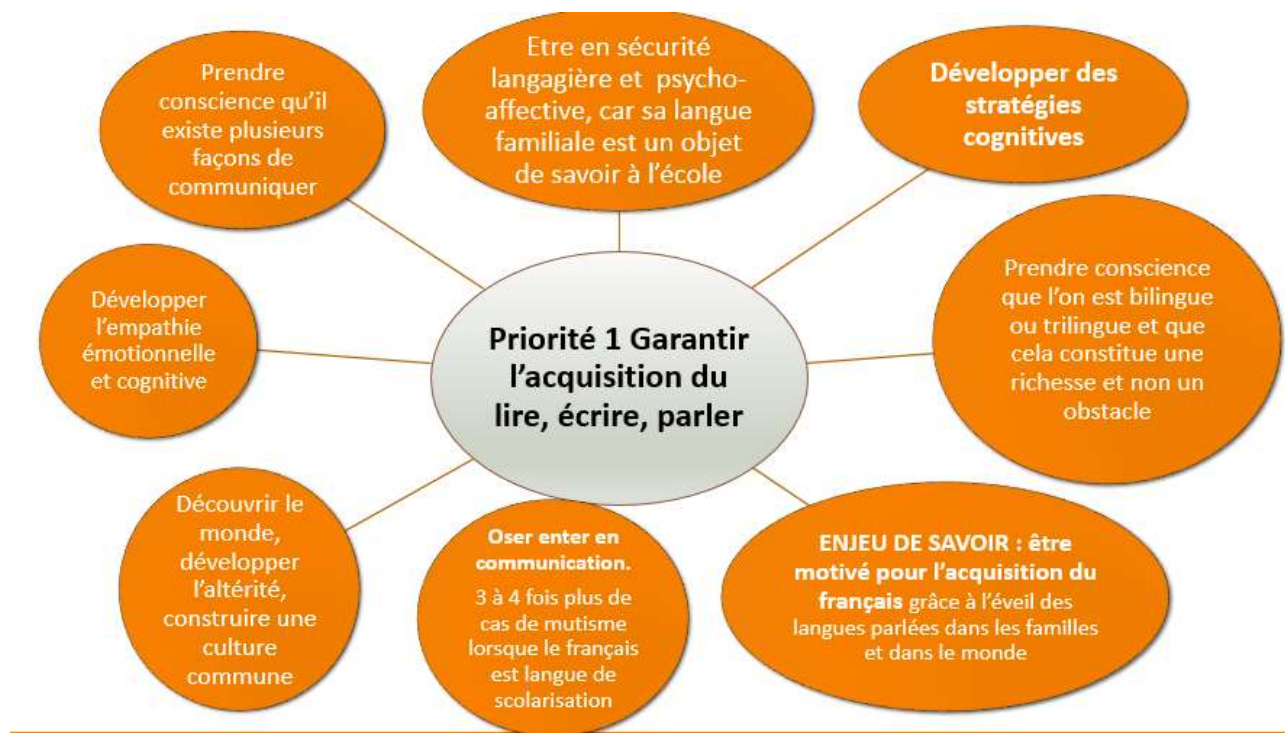 Prendre
conscience qu'il
existe plusieurs
façons de
communiquer
Etre en sécurité
langagière et psycho-
affective, car sa langue
familiale est un objet
de savoir à l'école
Développer des
stratégies
cognitives
Développer
l'empathie
émotionnelle
et cognitive
Priorité 1 Garantir
l'acquisition du
lire, écrire, parler
Prendre conscience
que l'on est bilingue
ou trilingue et que
cela constitue une
richesse et non un
obstacle
Découvrir le
monde,
développer
l'altérité,
construire une
culture
commune
Oser enter en
communication.
3 à 4 fois plus de
cas de mutisme
lorsque le français
est langue de
scolarisation
ENJEU DE SAVOIR : être
motivé pour l'acquisition du
français grâce à l'éveil des
langues parlées dans les familles
et dans le monde